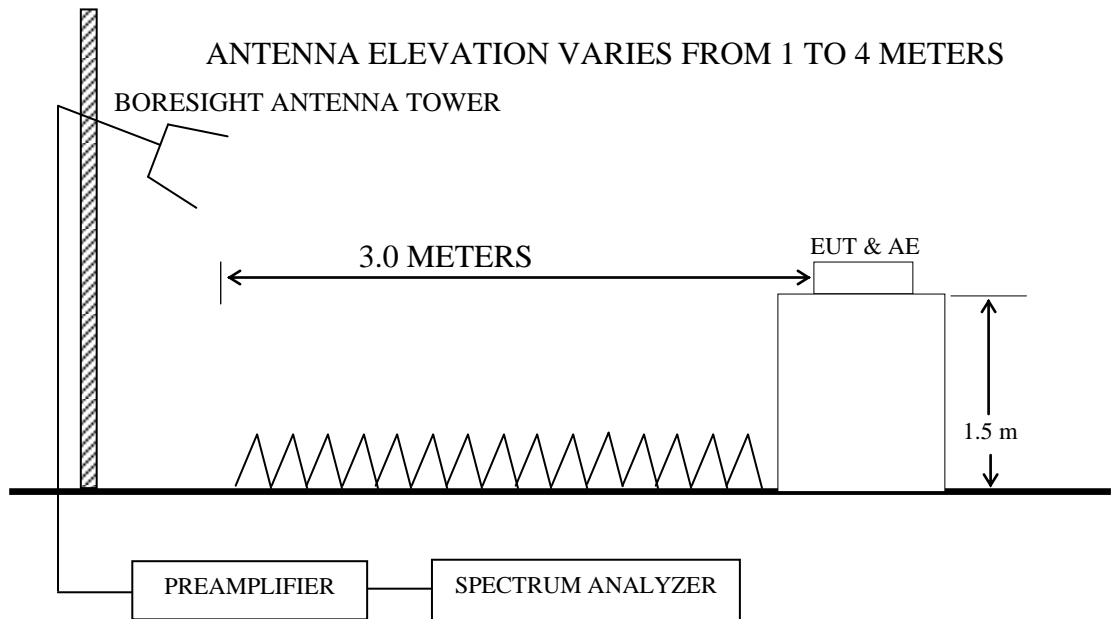 ANTENNA ELEVATION VARIES FROM 1 TO 4 METERS
BORESIGHT ANTENNA TOWER
3.0 METERS
EUT & AE
1.5 m
PREAMPLIFIER
SPECTRUM ANALYZER